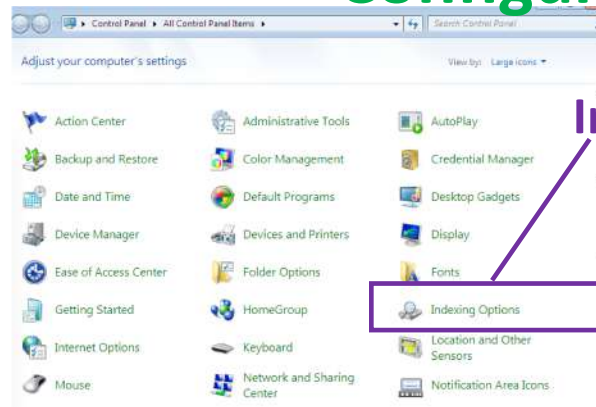 Control Panel ▸ All Control Panel Items ▸ Search Control Panel
Adjust your computer's settings View by: Large icons ▾
Action Center Administrative Tools AutoPlay
Backup and Restore Color Management Credential Manager
Date and Time Default Programs Desktop Gadgets
Device Manager Devices and Printers Display
Ease of Access Center Folder Options Fonts
Getting Started HomeGroup Indexing Options
Internet Options Keyboard Location and Other
Sensors
Mouse Network and Sharing
Center Notification Area Icons